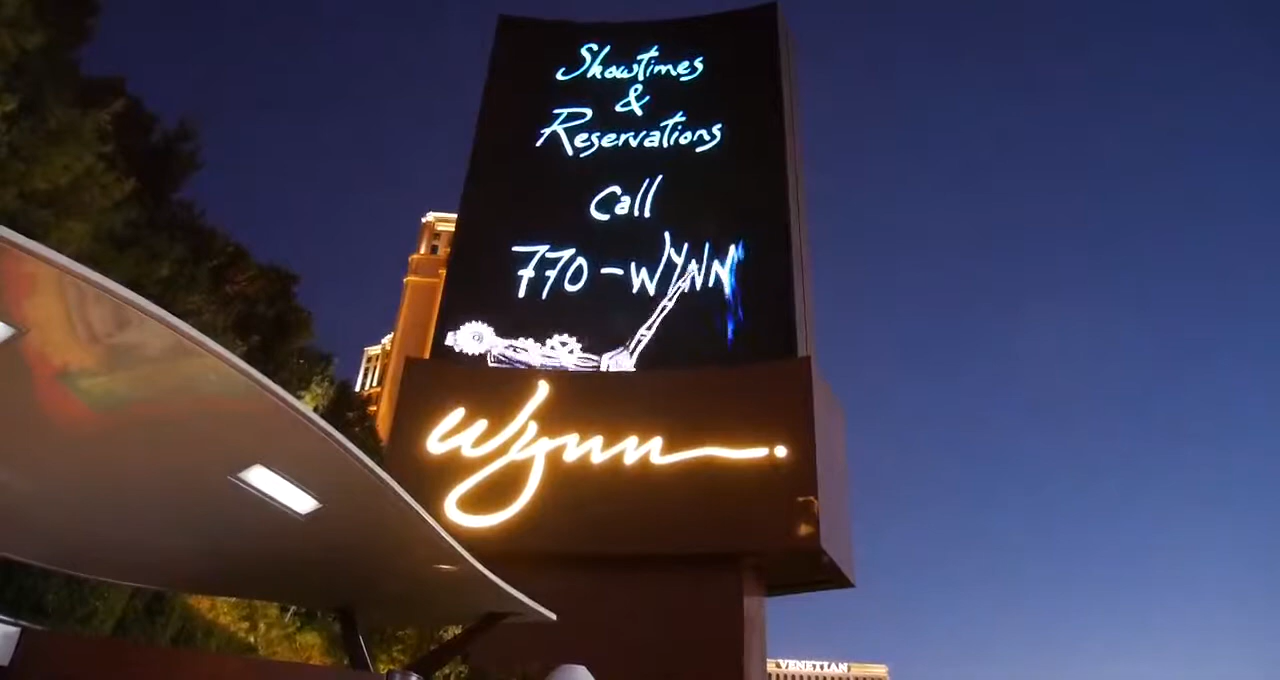 Showtimes
&
Reservations
Call
770-WYNN
Wynn.
VENETIAN